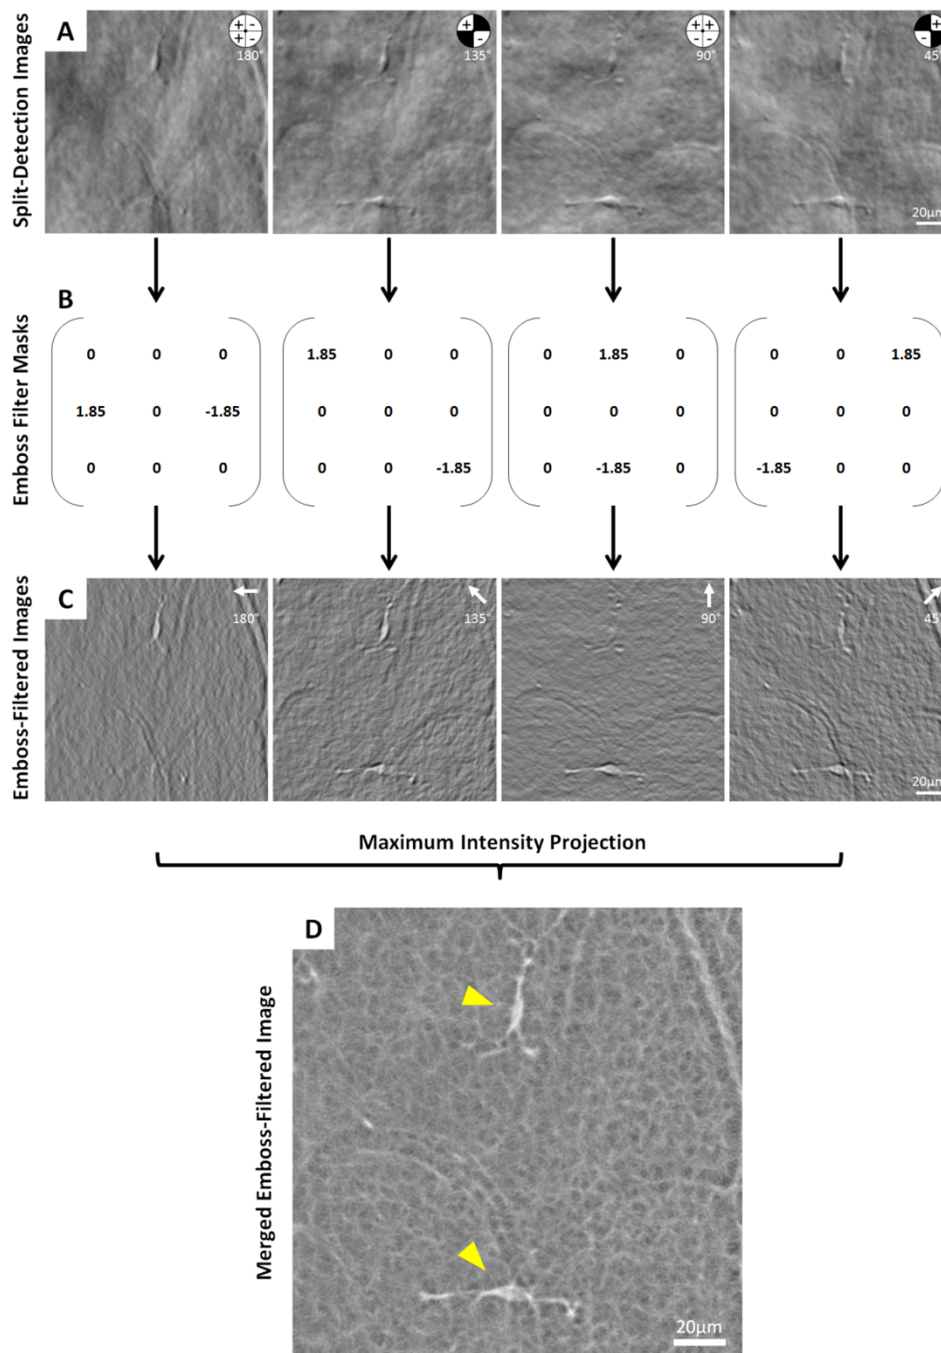 Split-Detection Images
A
+ -
+ -
180°
+
-
135°
+ +
- -
90°
+
-
45°
20µm
B
Emboss Filter Masks
0 0 0
1.85 0 -1.85
0 0 0
1.85 0 0
0 0 0
0 0 -1.85
0 1.85 0
0 0 0
0 -1.85 0
0 0 1.85
0 0 0
-1.85 0 0
Emboss-Filtered Images
C
180°
135°
90°
45°
20µm
Maximum Intensity Projection
Merged Emboss-Filtered Image
D
20µm